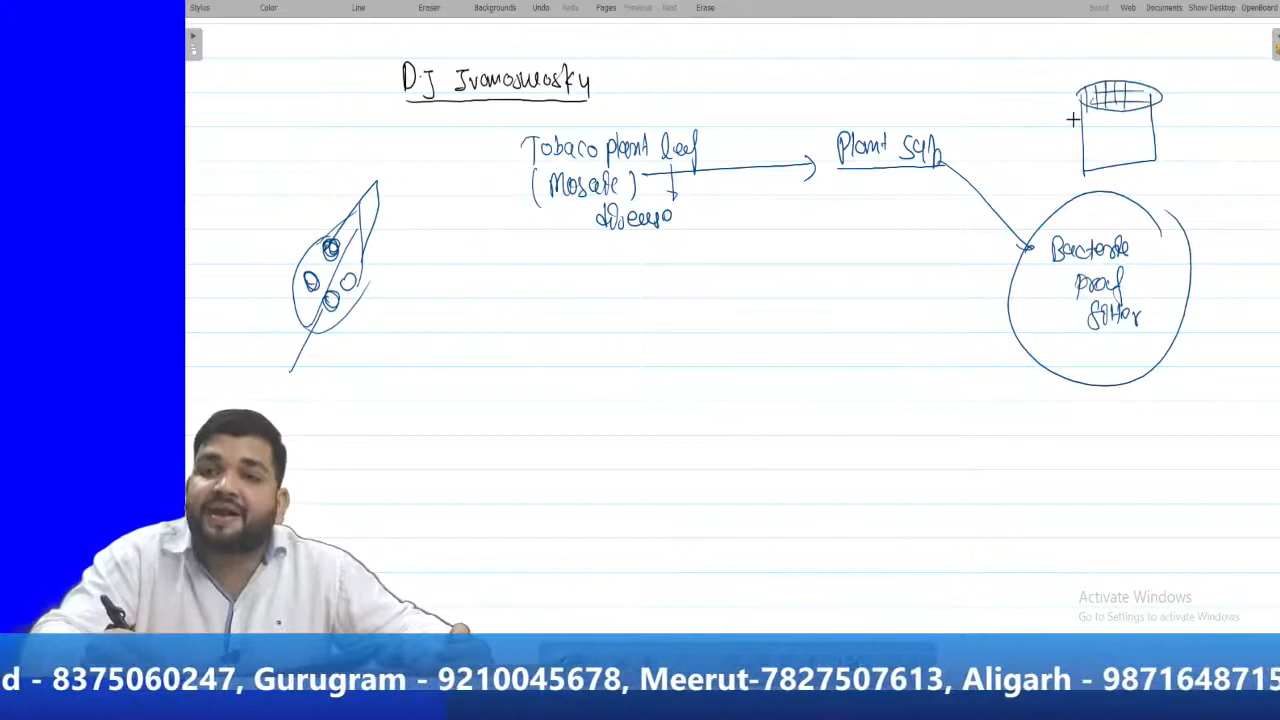 Stylus Color Line Eraser Backgrounds Undo Redo Pages Previous Next Erase Board Web Documents Show Desktop OpenBoard
D.J Ivanoswosky
Tobaco plant leef
(Mosaic)
disease
Plant sap
Bacteria
proof
filter
Activate Windows
Go to Settings to activate Windows
d - 8375060247, Gurugram - 9210045678, Meerut-7827507613, Aligarh - 9871648715